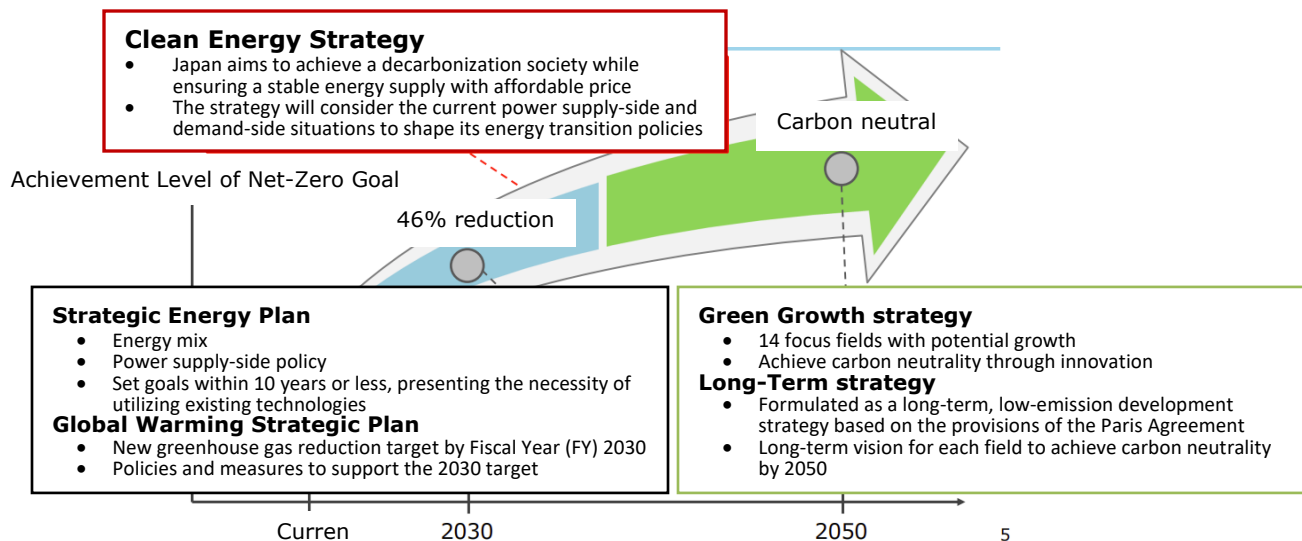 Clean Energy Strategy
• Japan aims to achieve a decarbonization society while
ensuring a stable energy supply with affordable price
• The strategy will consider the current power supply-side and
demand-side situations to shape its energy transition policies
Carbon neutral
Achievement Level of Net-Zero Goal
46% reduction
Strategic Energy Plan
• Energy mix
• Power supply-side policy
• Set goals within 10 years or less, presenting the necessity of
utilizing existing technologies
Global Warming Strategic Plan
• New greenhouse gas reduction target by Fiscal Year (FY) 2030
• Policies and measures to support the 2030 target
Green Growth strategy
• 14 focus fields with potential growth
• Achieve carbon neutrality through innovation
Long-Term strategy
• Formulated as a long-term, low-emission development
strategy based on the provisions of the Paris Agreement
• Long-term vision for each field to achieve carbon neutrality
by 2050
Curren
2030
2050
5